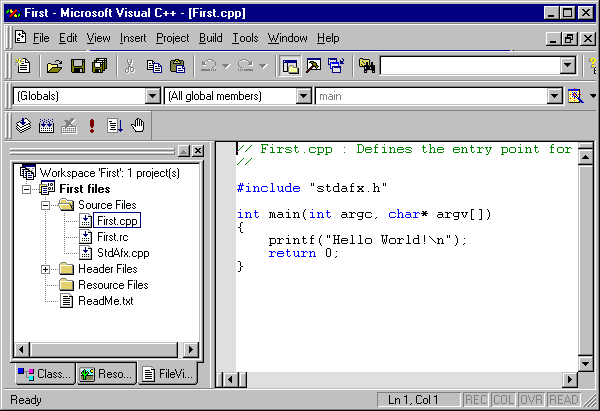 First - Microsoft Visual C++ - [First.cpp]
File Edit View Insert Project Build Tools Window Help
(Globals) (All global members) main
Workspace 'First': 1 project(s)
First files
Source Files
First.cpp
First.rc
StdAfx.cpp
Header Files
Resource Files
ReadMe.txt
Class... Reso... FileVi...
// First.cpp : Defines the entry point for
//
#include "stdafx.h"
int main(int argc, char* argv[])
{
printf("Hello World!\n");
return 0;
}
Ready Ln 1, Col 1 REC COL OVR READ